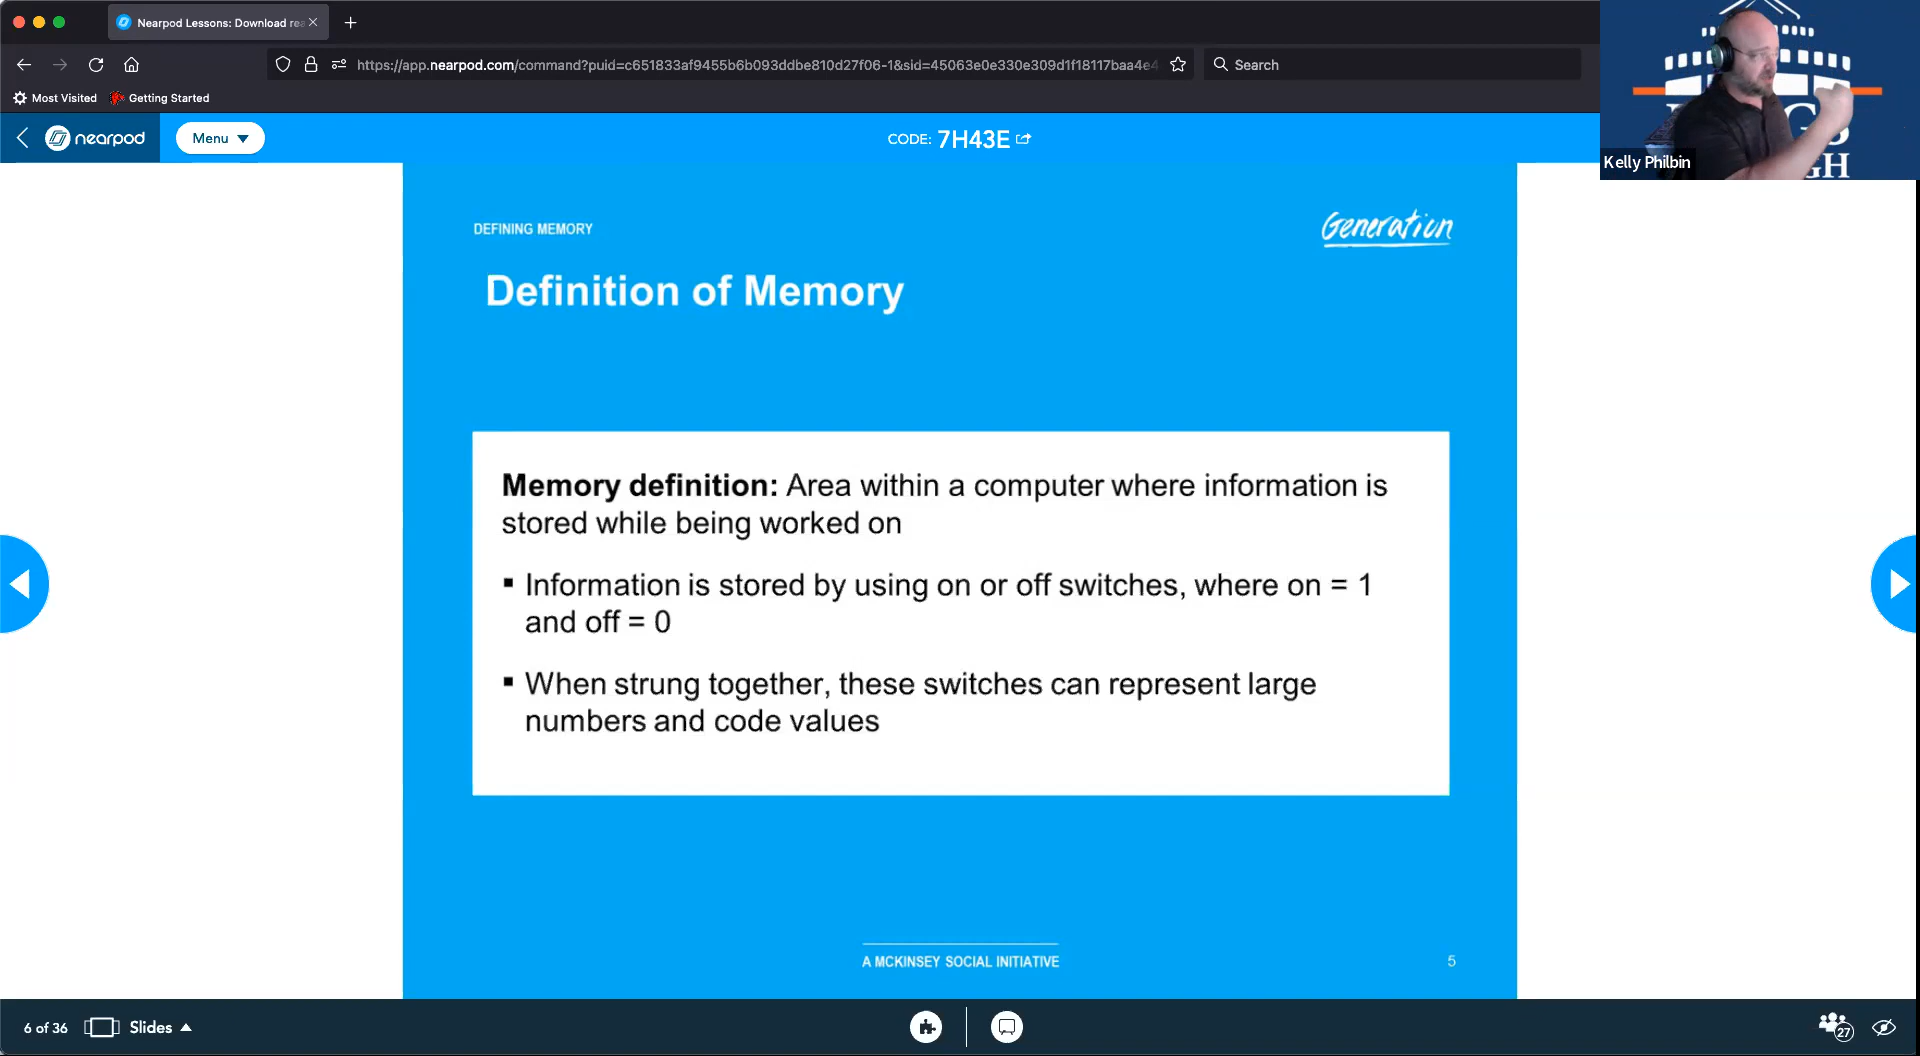 Nearpod Lessons: Download rea
https://app.nearpod.com/command?puid=c651833af9455b6b093ddbe810d27f06-1&sid=45063e0e330e309d1f18117baa4e4
Search
Most Visited
Getting Started
nearpod
Menu
CODE: 7H43E
Kelly Philbin
DEFINING MEMORY
Generation
Definition of Memory
Memory definition: Area within a computer where information is
stored while being worked on
▪ Information is stored by using on or off switches, where on = 1
and off = 0
▪ When strung together, these switches can represent large
numbers and code values
A MCKINSEY SOCIAL INITIATIVE
5
6 of 36
Slides
27